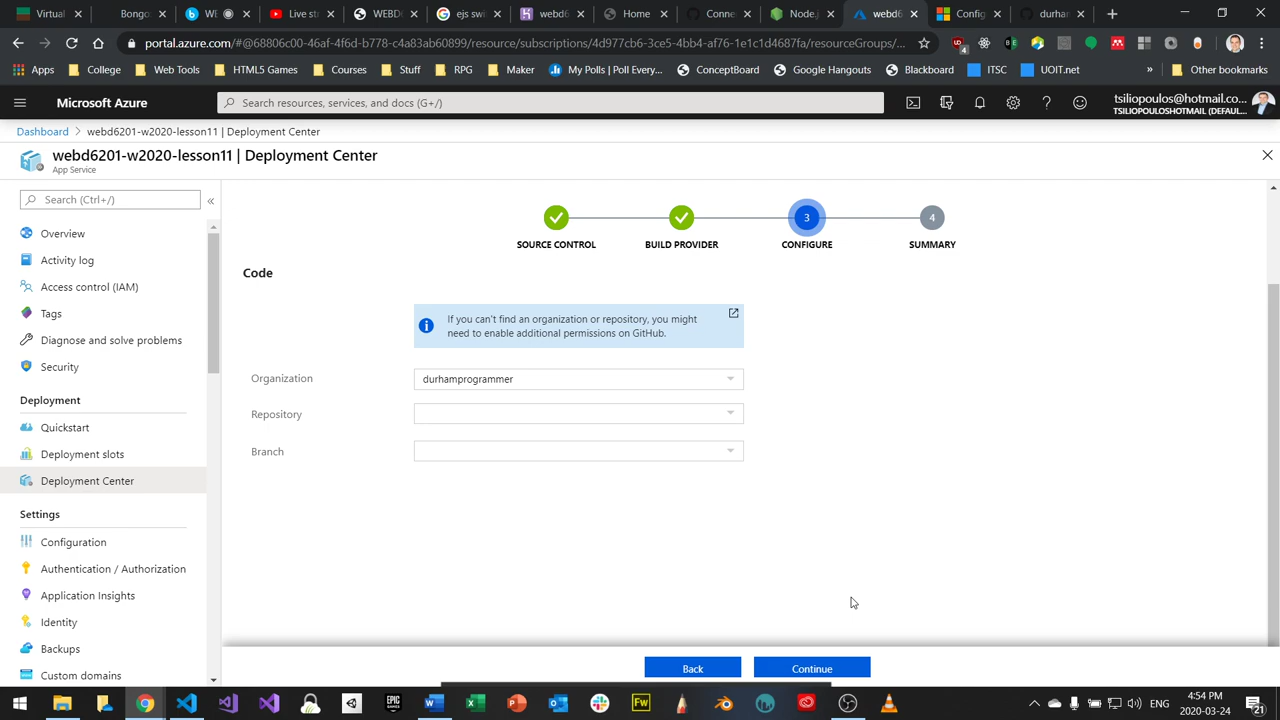 Virtual
Bongo
WE
Live str
WEBD
ejs swi
webd6
Home
Conne
Node.j
webd6
Config
durha
portal.azure.com/#@68806c00-46af-4f6d-b778-c4a83ab60899/resource/subscriptions/4d977cb6-3ce5-4bb4-af76-1e1c1d4687fa/resourceGroups/...
Apps
College
Web Tools
HTML5 Games
Courses
Stuff
RPG
Maker
My Polls | Poll Every...
ConceptBoard
Google Hangouts
Blackboard
ITSC
UOIT.net
»
Other bookmarks
Microsoft Azure
Search resources, services, and docs (G+/)
tsiliopoulos@hotmail.co...
TSILIOPOULOSHOTMAIL (DEFAUL...
Dashboard > webd6201-w2020-lesson11 | Deployment Center
webd6201-w2020-lesson11 | Deployment Center
App Service
Search (Ctrl+/)
«
Overview
Activity log
Access control (IAM)
Tags
Diagnose and solve problems
Security
Deployment
Quickstart
Deployment slots
Deployment Center
Settings
Configuration
Authentication / Authorization
Application Insights
Identity
Backups
Custom domains
3
4
SOURCE CONTROL
BUILD PROVIDER
CONFIGURE
SUMMARY
Code
If you can't find an organization or repository, you might
need to enable additional permissions on GitHub.
Organization
durhamprogrammer
Repository
Branch
Back
Continue
4:54 PM
2020-03-24
21